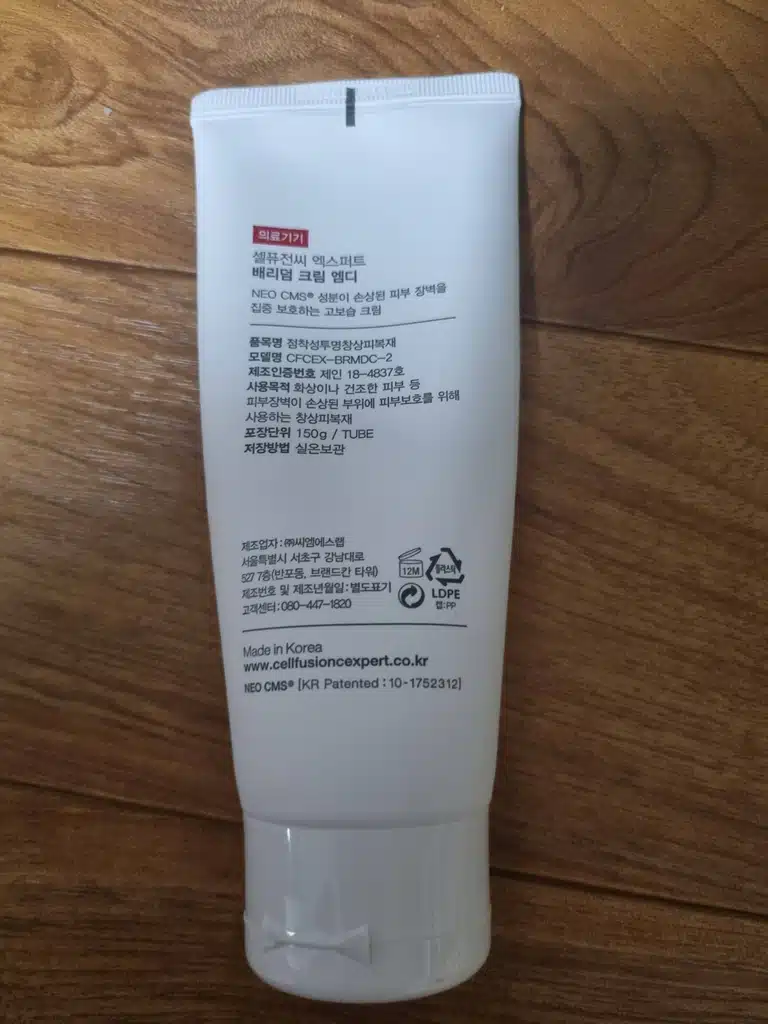 의료기기
셀퓨전씨 엑스퍼트
배리덤 크림 엠디
NEO CMS® 성분이 손상된 피부 장벽을
집중 보호하는 고보습 크림
품목명 점착성투명창상피복재
모델명 CFCEX-BRMDC-2
제조인증번호 제인 18-4837호
사용목적 화상이나 건조한 피부 등
피부장벽이 손상된 부위에 피부보호를 위해
사용하는 창상피복재
포장단위 150g / TUBE
저장방법 실온보관
제조업자 : ㈜씨엠에스랩
서울특별시 서초구 강남대로
527 7층(반포동, 브랜드칸 타워)
제조번호 및 제조년월일 : 별도표기
고객센터 : 080-447-1820
12M
플라스틱
LDPE
캡:PP
Made in Korea
www.cellfusioncexpert.co.kr
NEO CMS® [KR Patented : 10-1752312]